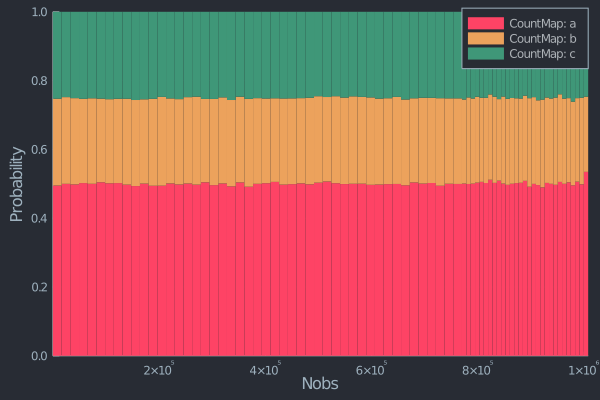 1.0
0.8
0.6
0.4
0.2
0.0
Probability
CountMap: a
CountMap: b
CountMap: c
2×10⁵
4×10⁵
6×10⁵
8×10⁵
1×10⁶
Nobs